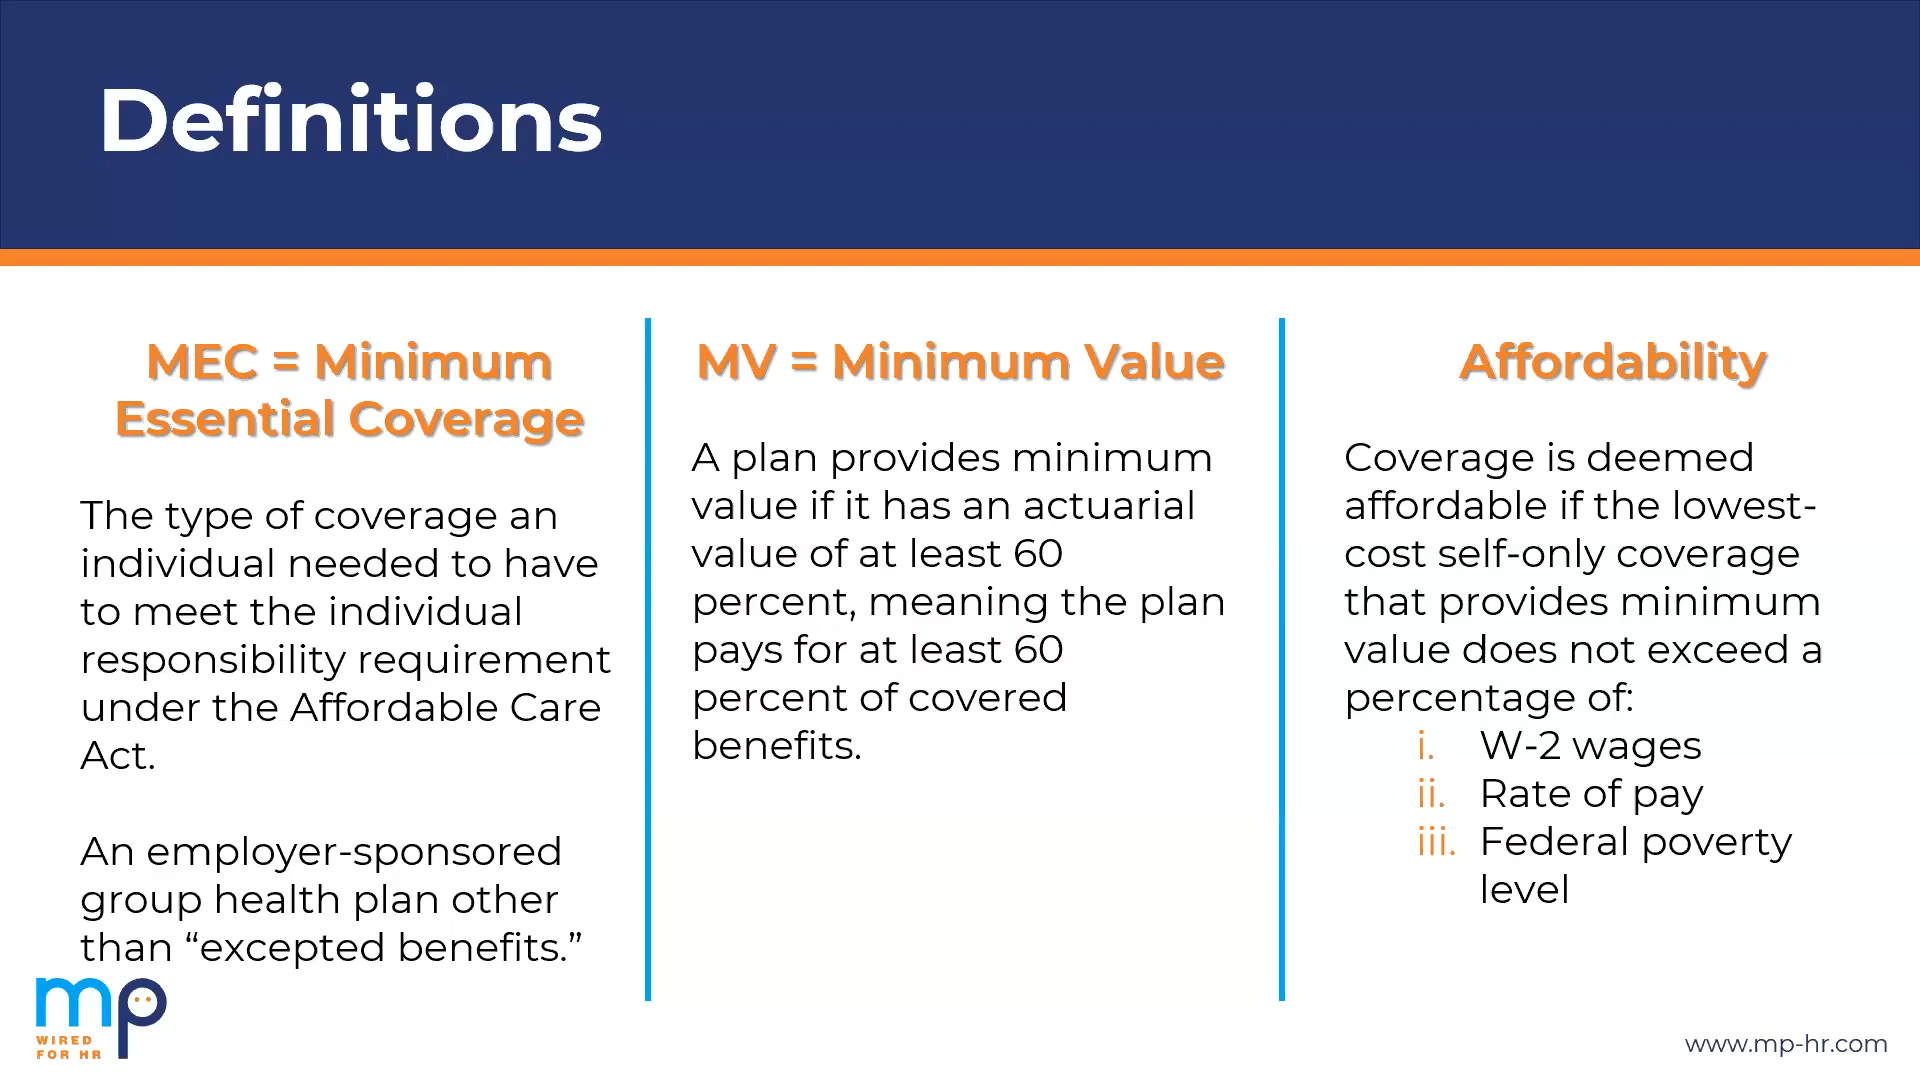 Definitions
MEC = Minimum
Essential Coverage
The type of coverage an
individual needed to have
to meet the individual
responsibility requirement
under the Affordable Care
Act.
An employer-sponsored
group health plan other
than “excepted benefits.”
MV = Minimum Value
A plan provides minimum
value if it has an actuarial
value of at least 60
percent, meaning the plan
pays for at least 60
percent of covered
benefits.
Affordability
Coverage is deemed
affordable if the lowest-
cost self-only coverage
that provides minimum
value does not exceed a
percentage of:
i. W-2 wages
ii. Rate of pay
iii. Federal poverty
level
mp
WIRED
FOR HR
www.mp-hr.com